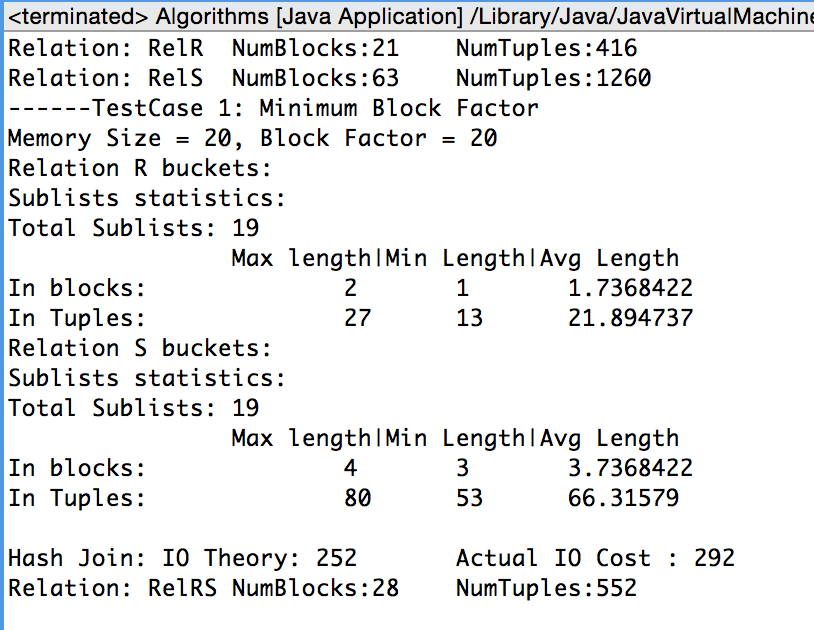 <terminated> Algorithms [Java Application] /Library/Java/JavaVirtualMachine
Relation: RelR  NumBlocks:21    NumTuples:416
Relation: RelS  NumBlocks:63    NumTuples:1260
------TestCase 1: Minimum Block Factor
Memory Size = 20, Block Factor = 20
Relation R buckets:
Sublists statistics:
Total Sublists: 19
                Max length|Min Length|Avg Length
In blocks:              2       1       1.7368422
In Tuples:              27      13      21.894737
Relation S buckets:
Sublists statistics:
Total Sublists: 19
                Max length|Min Length|Avg Length
In blocks:              4       3       3.7368422
In Tuples:              80      53      66.31579
Hash Join: IO Theory: 252       Actual IO Cost : 292
Relation: RelRS NumBlocks:28    NumTuples:552